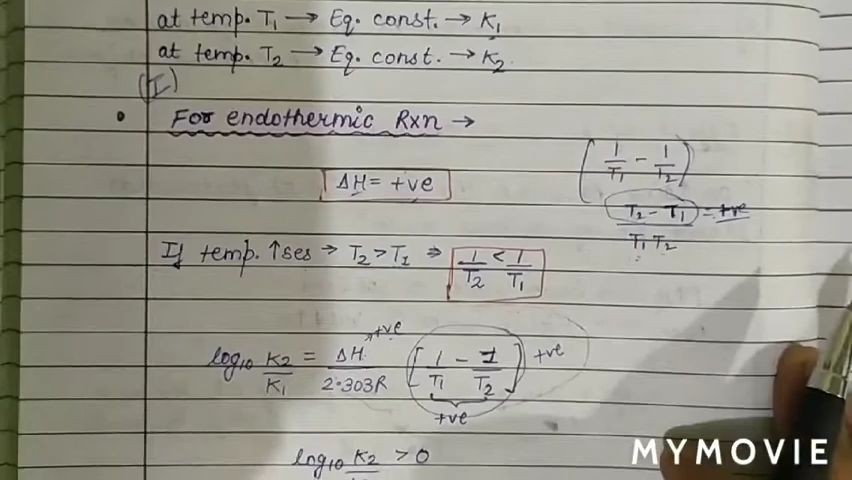 at temp. T₁ → Eq. const. → K₁
at temp. T₂ → Eq. const. → K₂
(I)
• For endothermic Rxn →
(1/T₁ - 1/T₂)
ΔH = +ve
T₂ - T₁ / T₁ T₂ = +ve
If temp. ↑ses → T₂ > T₁ ⇒ 1/T₂ < 1/T₁
log₁₀ K₂/K₁ = ΔH / 2.303R [1/T₁ - 1/T₂] +ve
+ve
+ve
log₁₀ K₂ > 0
MYMOVIE